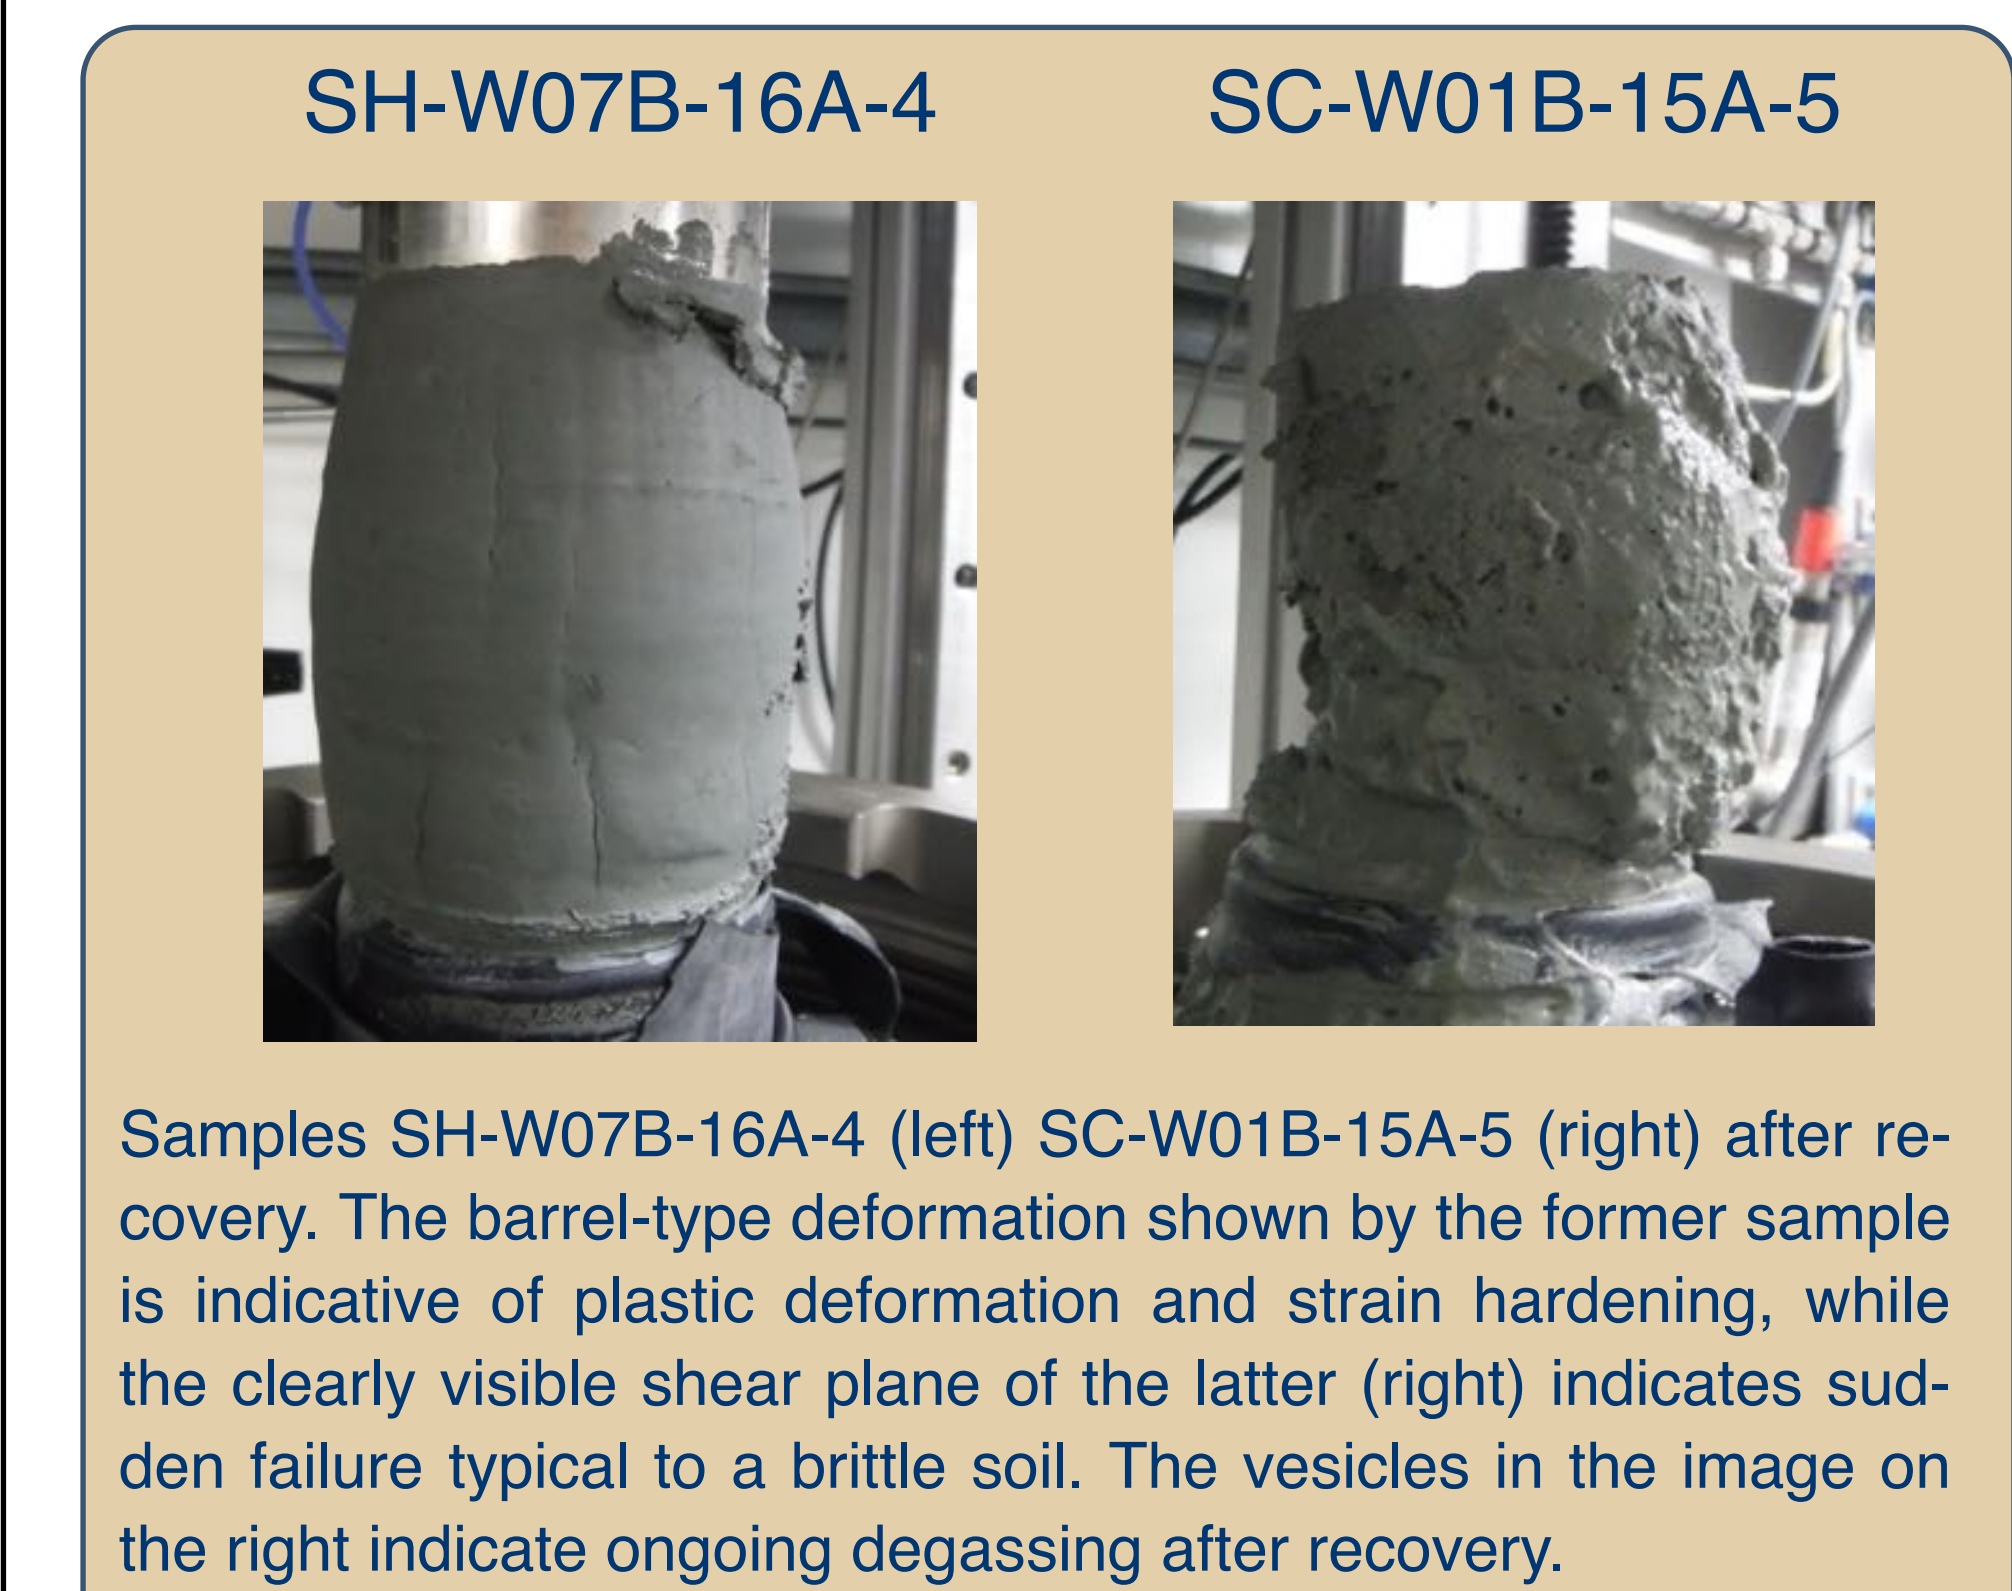 SH-W07B-16A-4 SC-W01B-15A-5
Samples SH-W07B-16A-4 (left) SC-W01B-15A-5 (right) after re-
covery. The barrel-type deformation shown by the former sample
is indicative of plastic deformation and strain hardening, while
the clearly visible shear plane of the latter (right) indicates sud-
den failure typical to a brittle soil. The vesicles in the image on
the right indicate ongoing degassing after recovery.